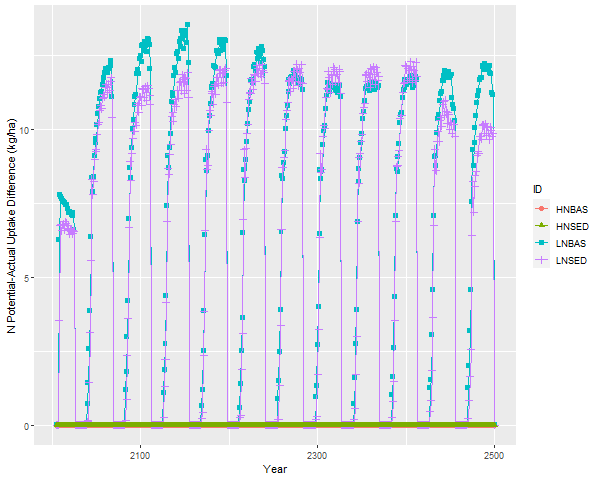 N Potential-Actual Uptake Difference (kg/ha)
10
5
0
2100
2300
2500
Year
ID
HNBAS
HNSED
LNBAS
LNSED